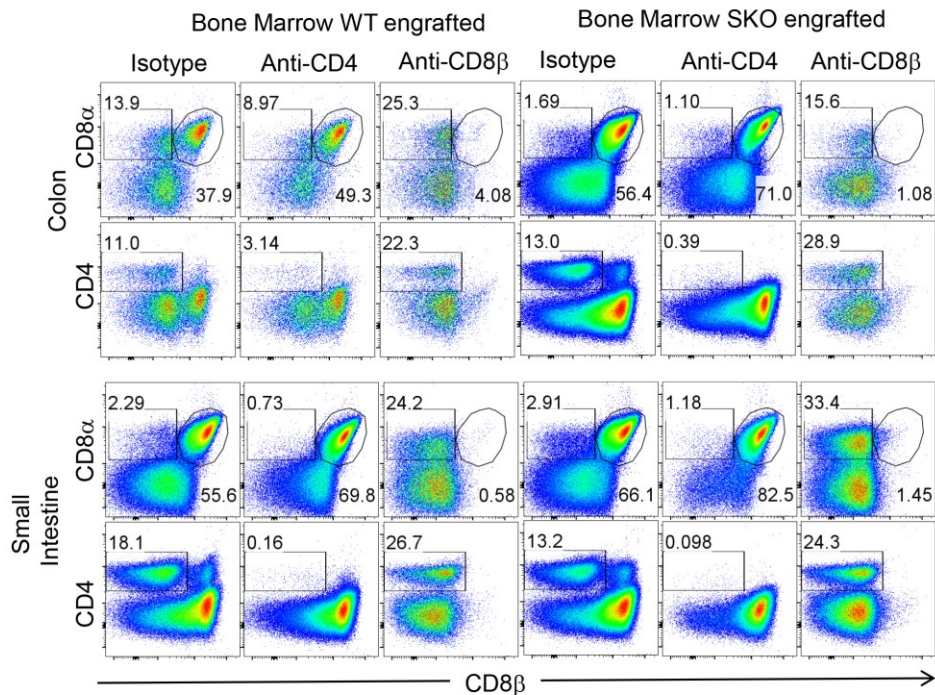 Bone Marrow WT engrafted Bone Marrow SKO engrafted
Isotype Anti-CD4 Anti-CD8β Isotype Anti-CD4 Anti-CD8β
Colon
CD8α
13.9 8.97 25.3 1.69 1.10 15.6
37.9 49.3 4.08 56.4 71.0 1.08
CD4
11.0 3.14 22.3 13.0 0.39 28.9
Small
Intestine
CD8α
2.29 0.73 24.2 2.91 1.18 33.4
55.6 69.8 0.58 66.1 82.5 1.45
CD4
18.1 0.16 26.7 13.2 0.098 24.3
CD8β